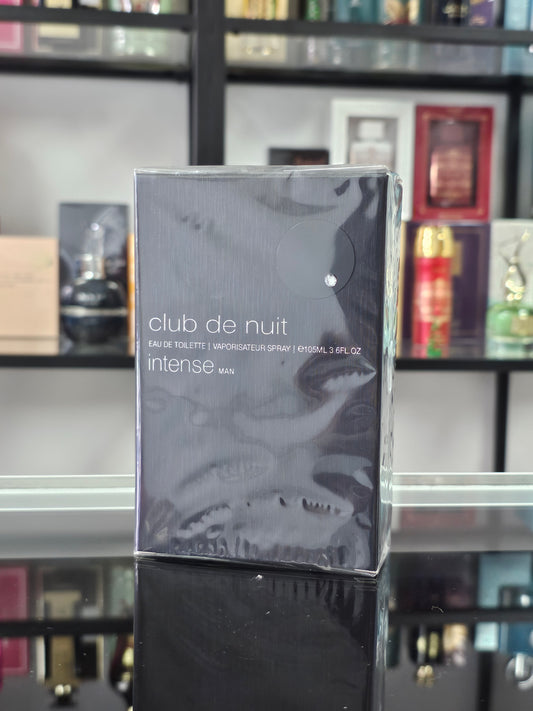 club de nuit
EAU DE TOILETTE | VAPORISATEUR SPRAY | ℮105ML 3.6FL.OZ
intense MAN